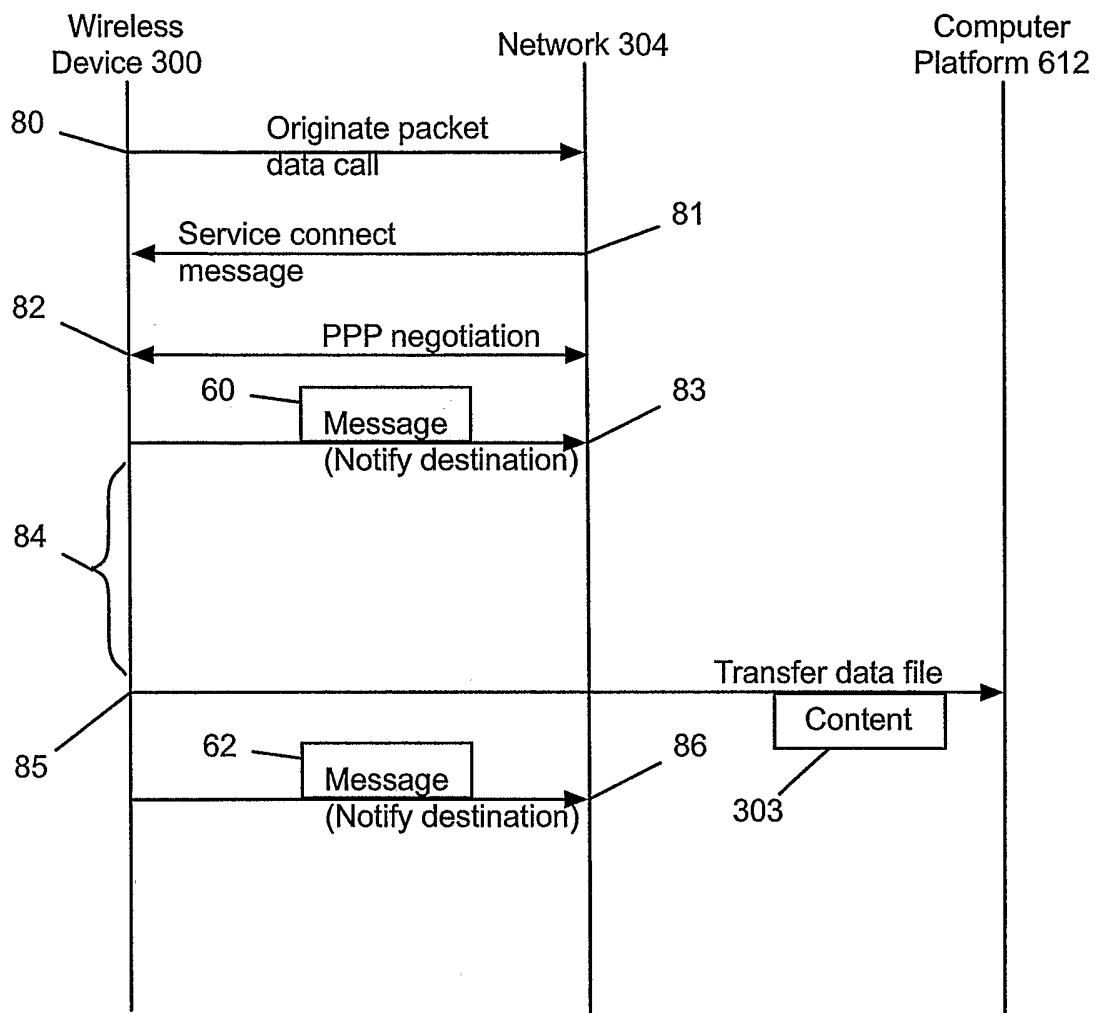 Wireless
Device 300
Network 304
Computer
Platform 612
80
Originate packet
data call
81
Service connect
message
82
PPP negotiation
60
Message
(Notify destination)
83
84
Transfer data file
Content
85
62
Message
(Notify destination)
86
303